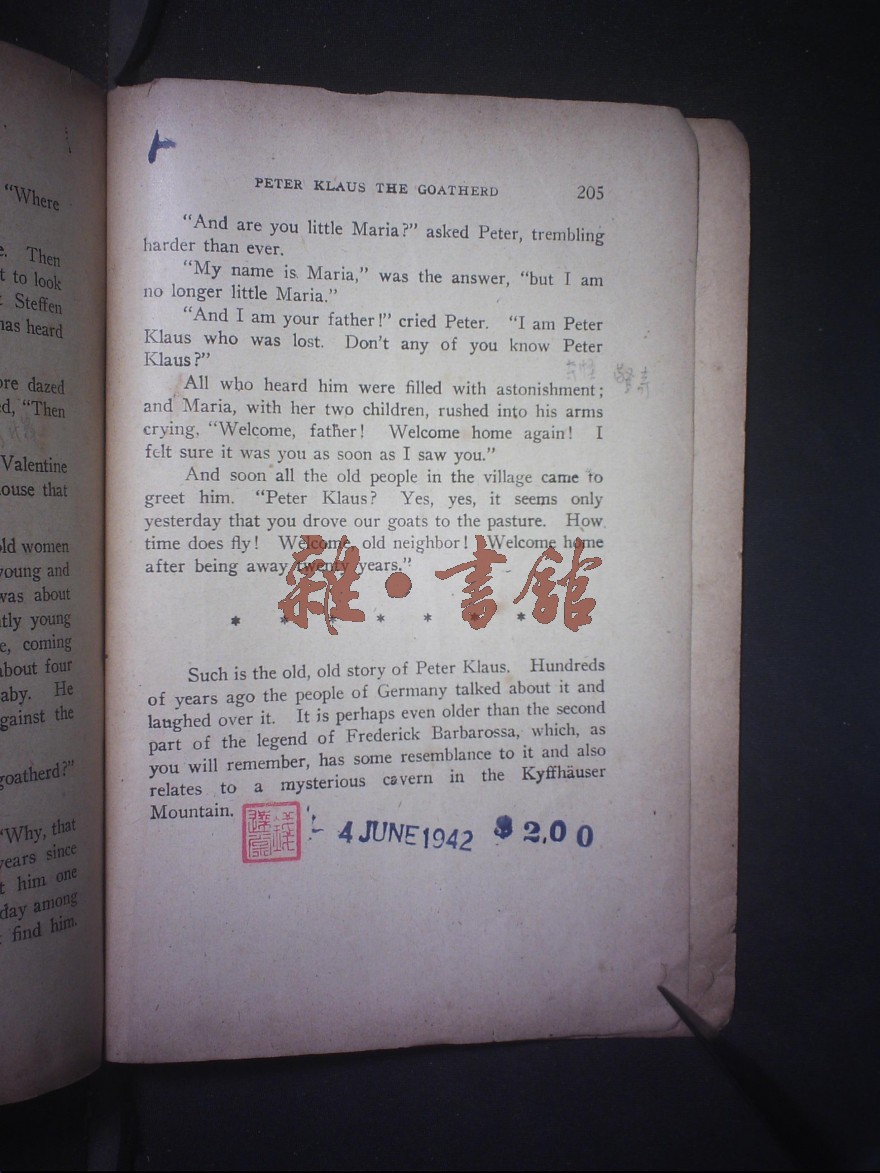 “Where
e. Then
t to look
Steffen
has heard
ore dazed
ed, “Then
Valentine
ouse that
old women
young and
was about
tly young
e, coming
about four
aby. He
gainst the
goatherd?”
“Why, that
years since
t him one
day among
find him.
PETER KLAUS THE GOATHERD 205
“And are you little Maria?” asked Peter, trembling
harder than ever.
“My name is Maria,” was the answer, “but I am
no longer little Maria.”
“And I am your father!” cried Peter. “I am Peter
Klaus who was lost. Don’t any of you know Peter
Klaus?”
All who heard him were filled with astonishment;
and Maria, with her two children, rushed into his arms
crying, “Welcome, father! Welcome home again! I
felt sure it was you as soon as I saw you.”
And soon all the old people in the village came to
greet him. “Peter Klaus? Yes, yes, it seems only
yesterday that you drove our goats to the pasture. How
time does fly! Welcome, old neighbor! Welcome home
after being away twenty years.”
雜•書館
* * * * * * *
Such is the old, old story of Peter Klaus. Hundreds
of years ago the people of Germany talked about it and
laughed over it. It is perhaps even older than the second
part of the legend of Frederick Barbarossa, which, as
you will remember, has some resemblance to it and also
relates to a mysterious cavern in the Kyffhäuser
Mountain.
4 JUNE 1942 $2.00